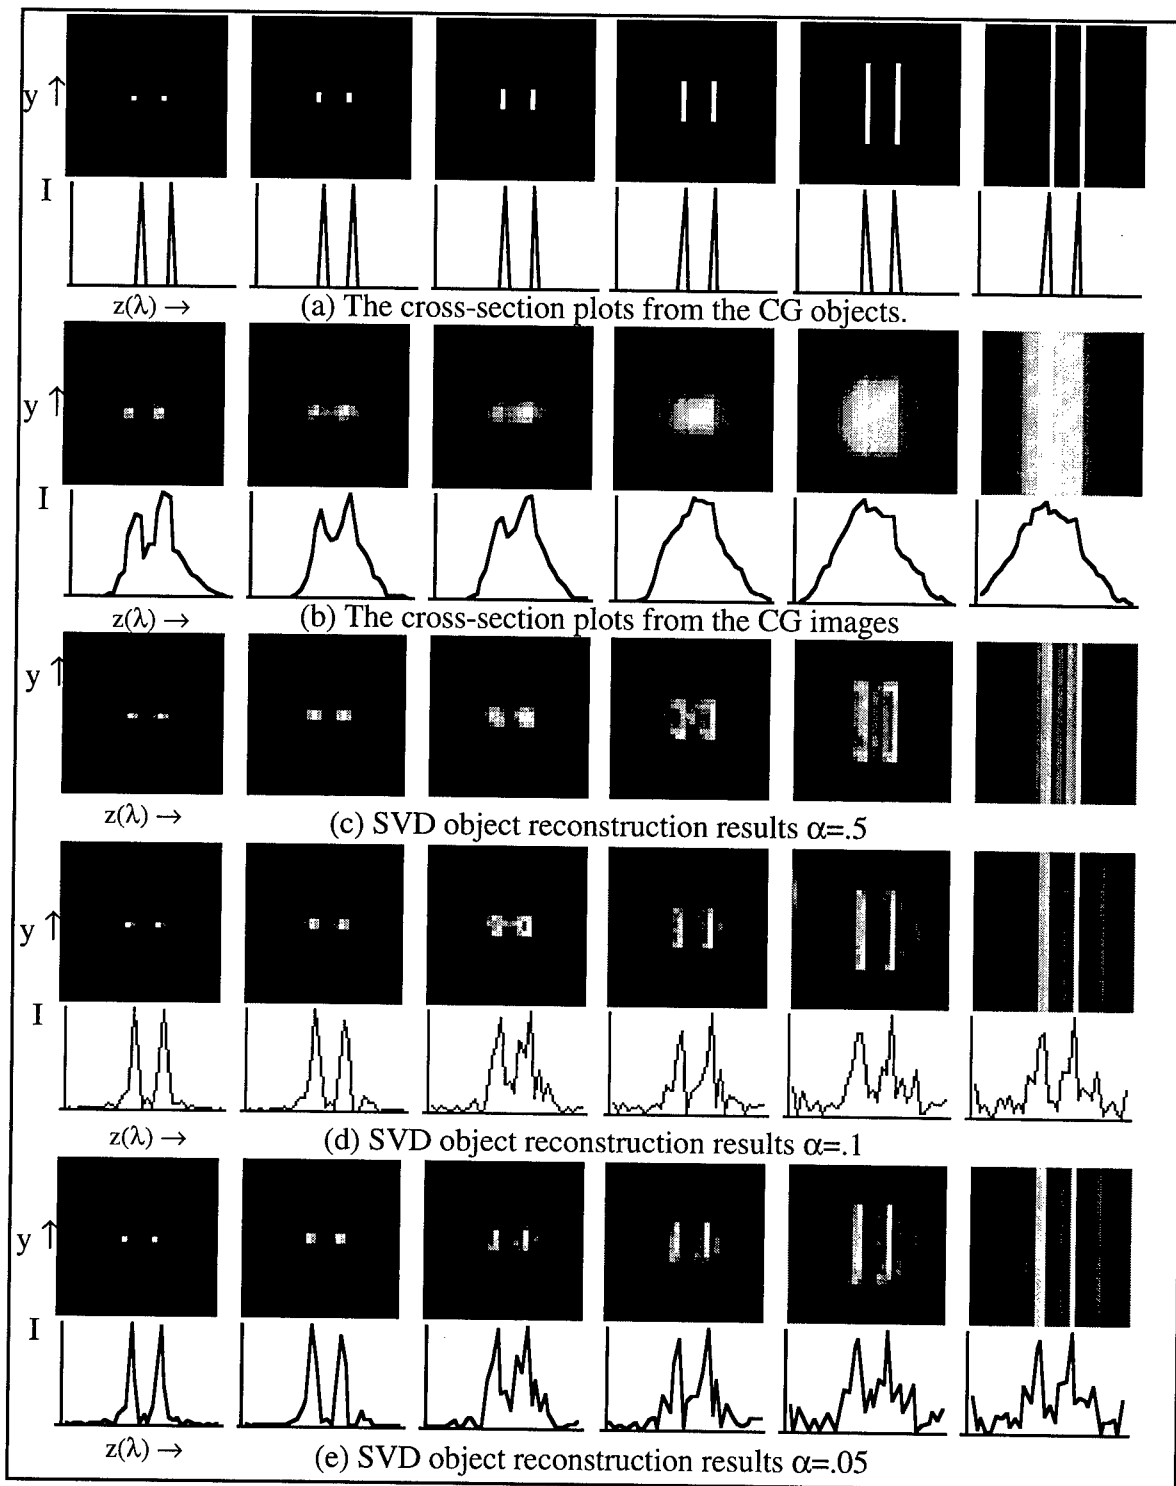 y ↑
I
z(λ) →
(a) The cross-section plots from the CG objects.
y ↑
I
z(λ) →
(b) The cross-section plots from the CG images
y ↑
z(λ) →
(c) SVD object reconstruction results α=.5
y ↑
I
z(λ) →
(d) SVD object reconstruction results α=.1
y ↑
I
z(λ) →
(e) SVD object reconstruction results α=.05